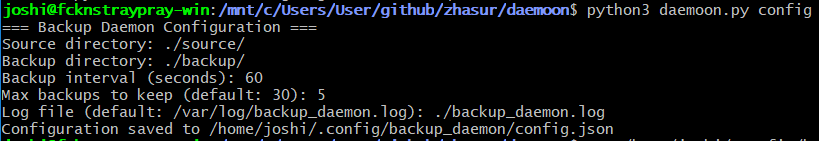 joshi@fcknstraypray-win:/mnt/c/Users/User/github/zhasur/daemoon$ python3 daemoon.py config
=== Backup Daemon Configuration ===
Source directory: ./source/
Backup directory: ./backup/
Backup interval (seconds): 60
Max backups to keep (default: 30): 5
Log file (default: /var/log/backup_daemon.log): ./backup_daemon.log
Configuration saved to /home/joshi/.config/backup_daemon/config.json